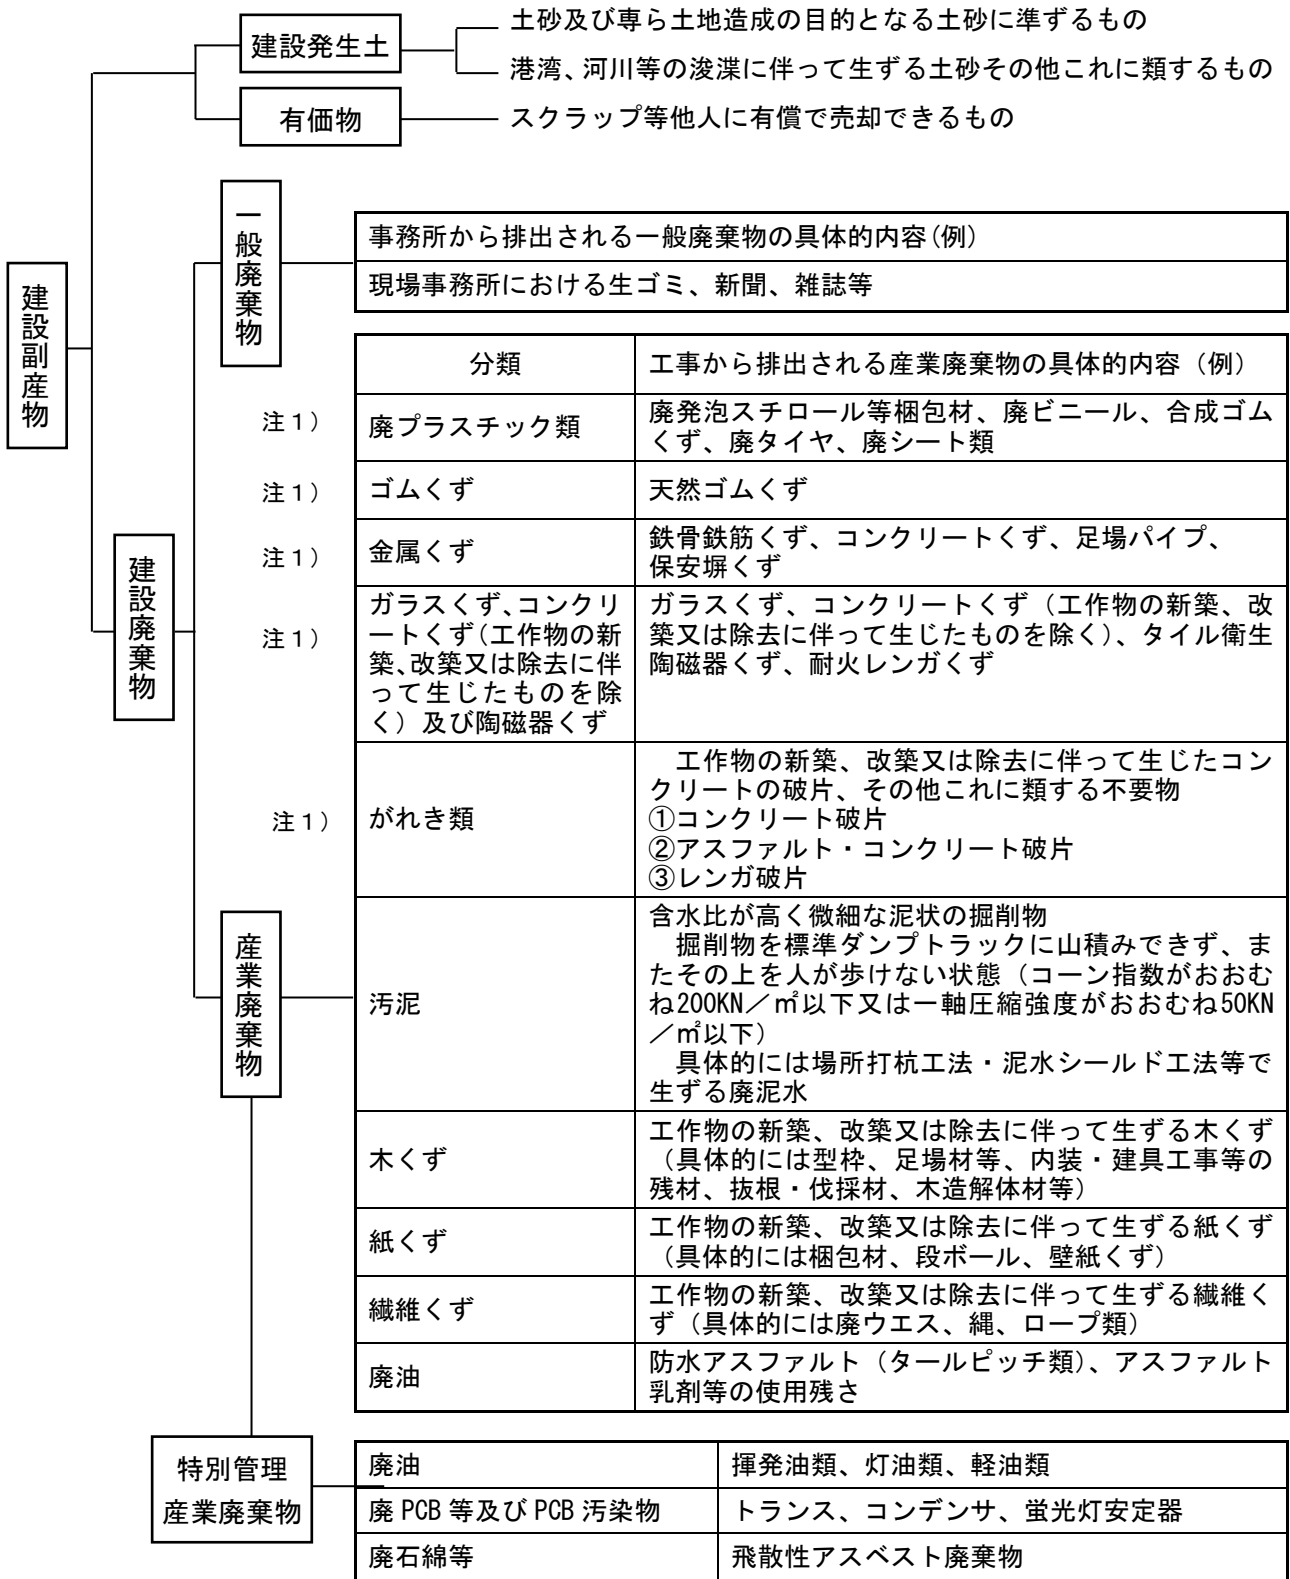 土砂及び専ら土地造成の目的となる土砂に準ずるもの
建設発生土
港湾、河川等の浚渫に伴って生ずる土砂その他これに類するもの
有価物
スクラップ等他人に有償で売却できるもの
一般廃棄物
事務所から排出される一般廃棄物の具体的内容(例)
現場事務所における生ゴミ、新聞、雑誌等
建設副産物
分類
工事から排出される産業廃棄物の具体的内容（例）
注１）
廃プラスチック類
廃発泡スチロール等梱包材、廃ビニール、合成ゴム
くず、廃タイヤ、廃シート類
注１）
ゴムくず
天然ゴムくず
注１）
金属くず
鉄骨鉄筋くず、コンクリートくず、足場パイプ、
保安塀くず
建設廃棄物
注１）
ガラスくず、コンクリ
ートくず（工作物の新
築、改築又は除去に伴
って生じたものを除
く）及び陶磁器くず
ガラスくず、コンクリートくず（工作物の新築、改
築又は除去に伴って生じたものを除く）、タイル衛生
陶磁器くず、耐火レンガくず
注１）
がれき類
工作物の新築、改築又は除去に伴って生じたコン
クリートの破片、その他これに類する不要物
①コンクリート破片
②アスファルト・コンクリート破片
③レンガ破片
産業廃棄物
汚泥
含水比が高く微細な泥状の掘削物
掘削物を標準ダンプトラックに山積みできず、ま
たその上を人が歩けない状態（コーン指数がおおむ
ね200KN／㎡以下又は一軸圧縮強度がおおむね50KN
／㎡以下）
具体的には場所打杭工法・泥水シールド工法等で
生ずる廃泥水
木くず
工作物の新築、改築又は除去に伴って生ずる木くず
（具体的には型枠、足場材等、内装・建具工事等の
残材、抜根・伐採材、木造解体材等）
紙くず
工作物の新築、改築又は除去に伴って生ずる紙くず
（具体的には梱包材、段ボール、壁紙くず）
繊維くず
工作物の新築、改築又は除去に伴って生ずる繊維く
ず（具体的には廃ウエス、縄、ロープ類）
廃油
防水アスファルト（タールピッチ類）、アスファルト
乳剤等の使用残さ
特別管理
産業廃棄物
廃油
揮発油類、灯油類、軽油類
廃 PCB 等及び PCB 汚染物
トランス、コンデンサ、蛍光灯安定器
廃石綿等
飛散性アスベスト廃棄物